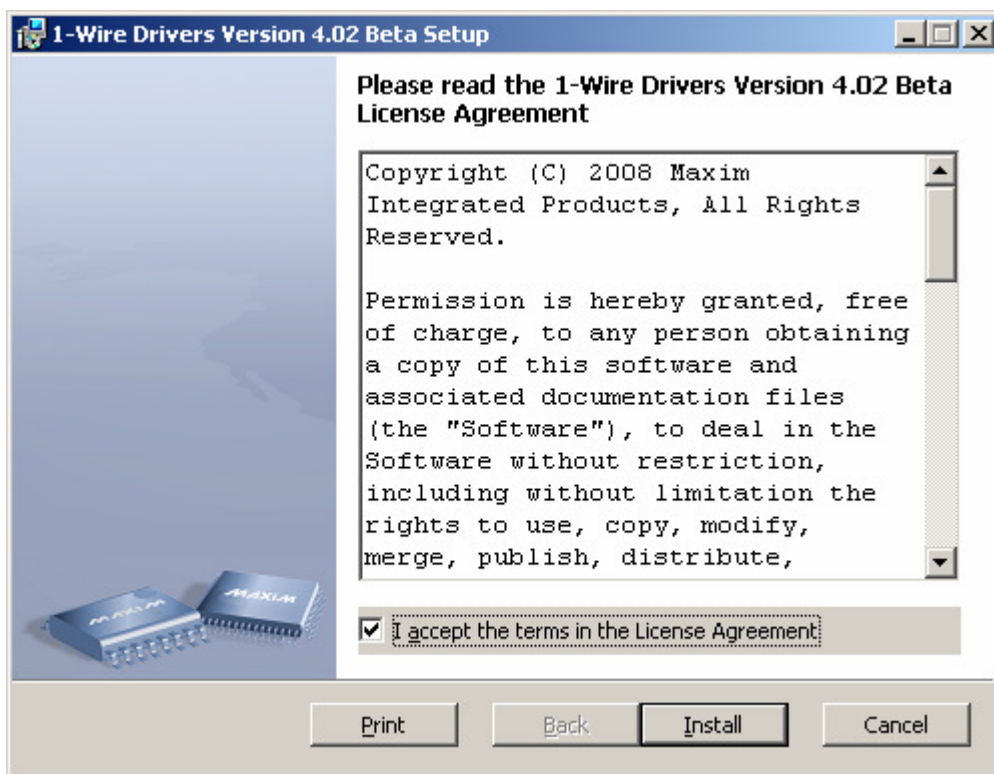 1-Wire Drivers Version 4.02 Beta Setup
Please read the 1-Wire Drivers Version 4.02 Beta
License Agreement
Copyright (C) 2008 Maxim
Integrated Products, All Rights
Reserved.
Permission is hereby granted, free
of charge, to any person obtaining
a copy of this software and
associated documentation files
(the "Software"), to deal in the
Software without restriction,
including without limitation the
rights to use, copy, modify,
merge, publish, distribute,
MAXIM
MAXIM
I accept the terms in the License Agreement
Print
Back
Install
Cancel